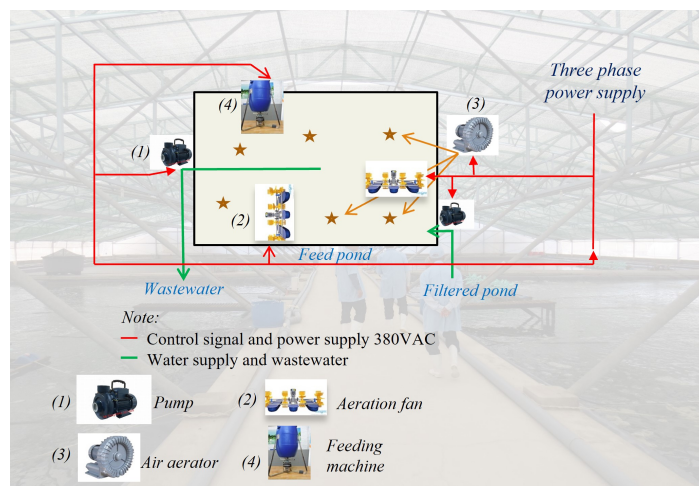 Three phase
power supply
(4)
(3)
(1)
(2)
Feed pond
Wastewater
Filtered pond
Note:
Control signal and power supply 380VAC
Water supply and wastewater
(1) Pump
(2) Aeration fan
(3) Air aerator
(4) Feeding
machine